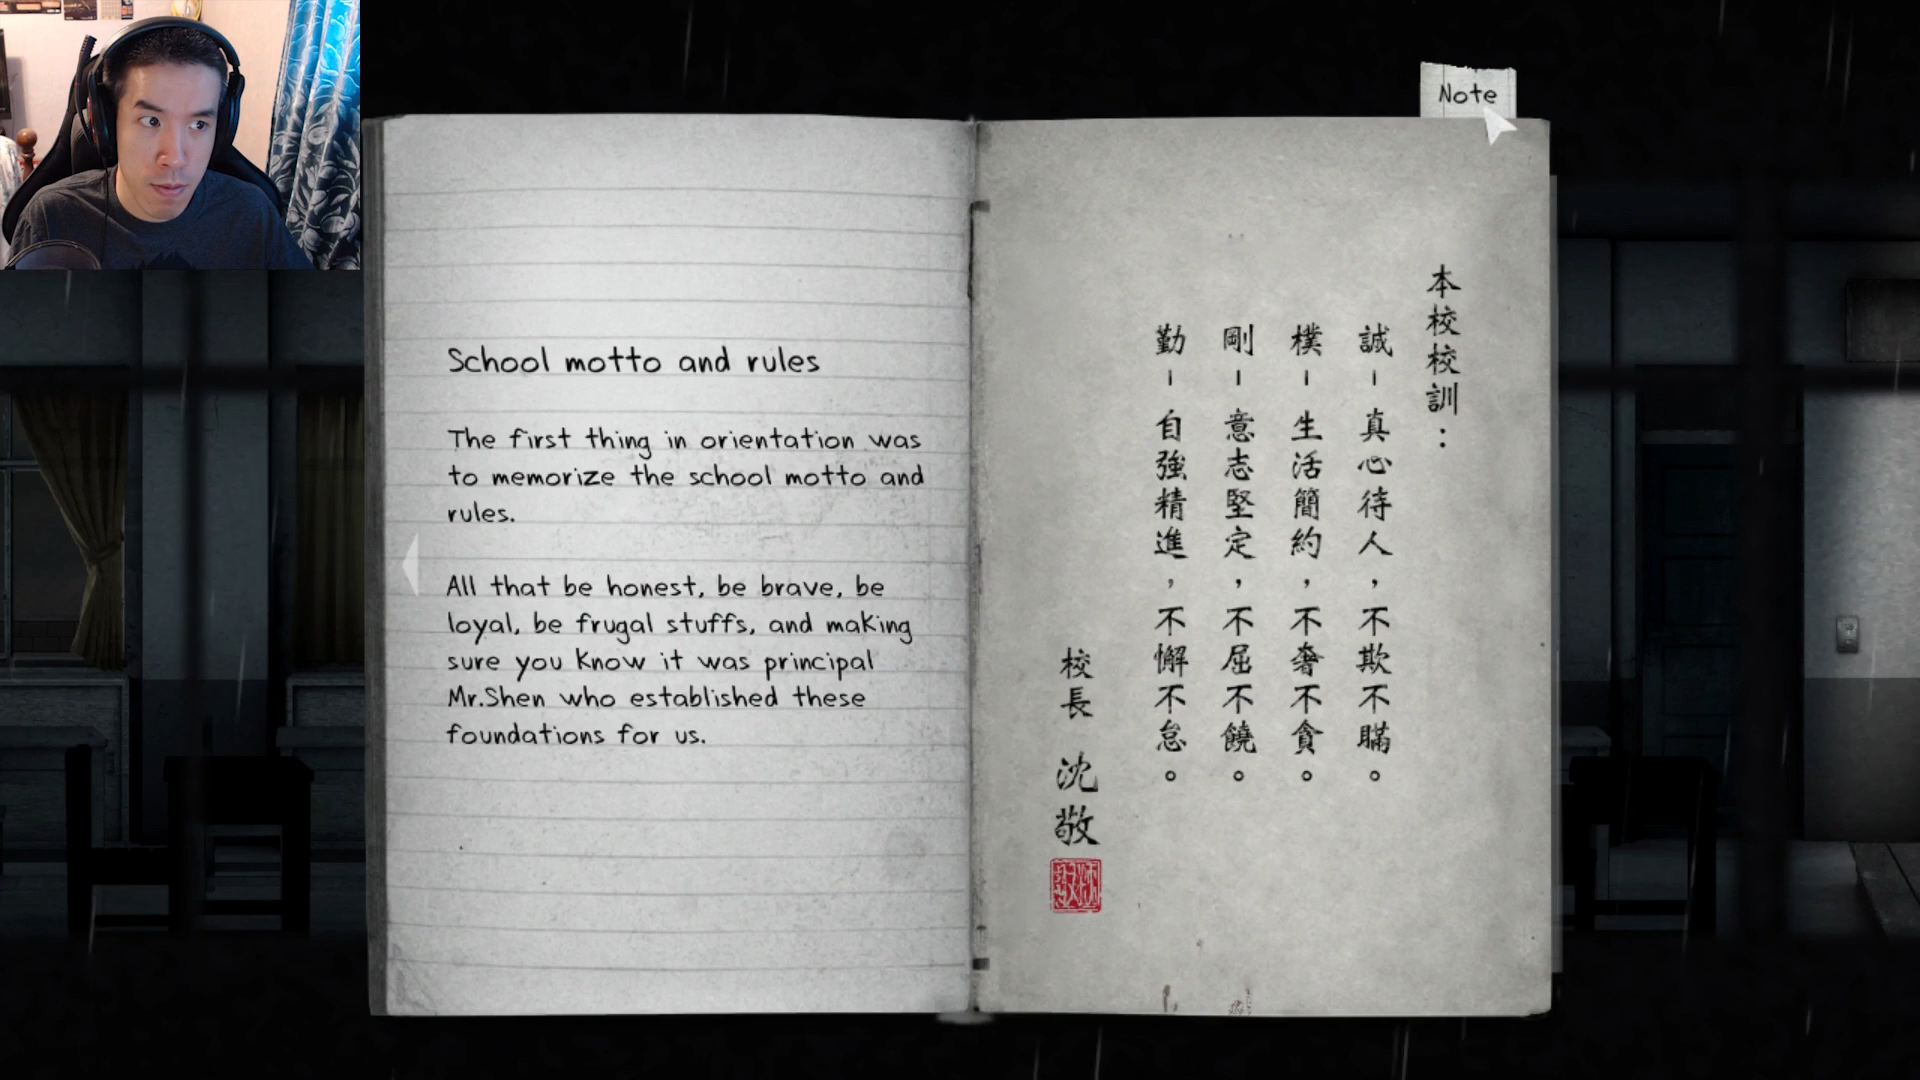 Note
School motto and rules
The first thing in orientation was
to memorize the school motto and
rules.
All that be honest, be brave, be
loyal, be frugal stuffs, and making
sure you know it was principal
Mr.Shen who established these
foundations for us.
本校校訓：
誠－真心待人，不欺不瞞。
樸－生活簡約，不奢不貪。
剛－意志堅定，不屈不饒。
勤－自強精進，不懈不怠。
校長 沈敬